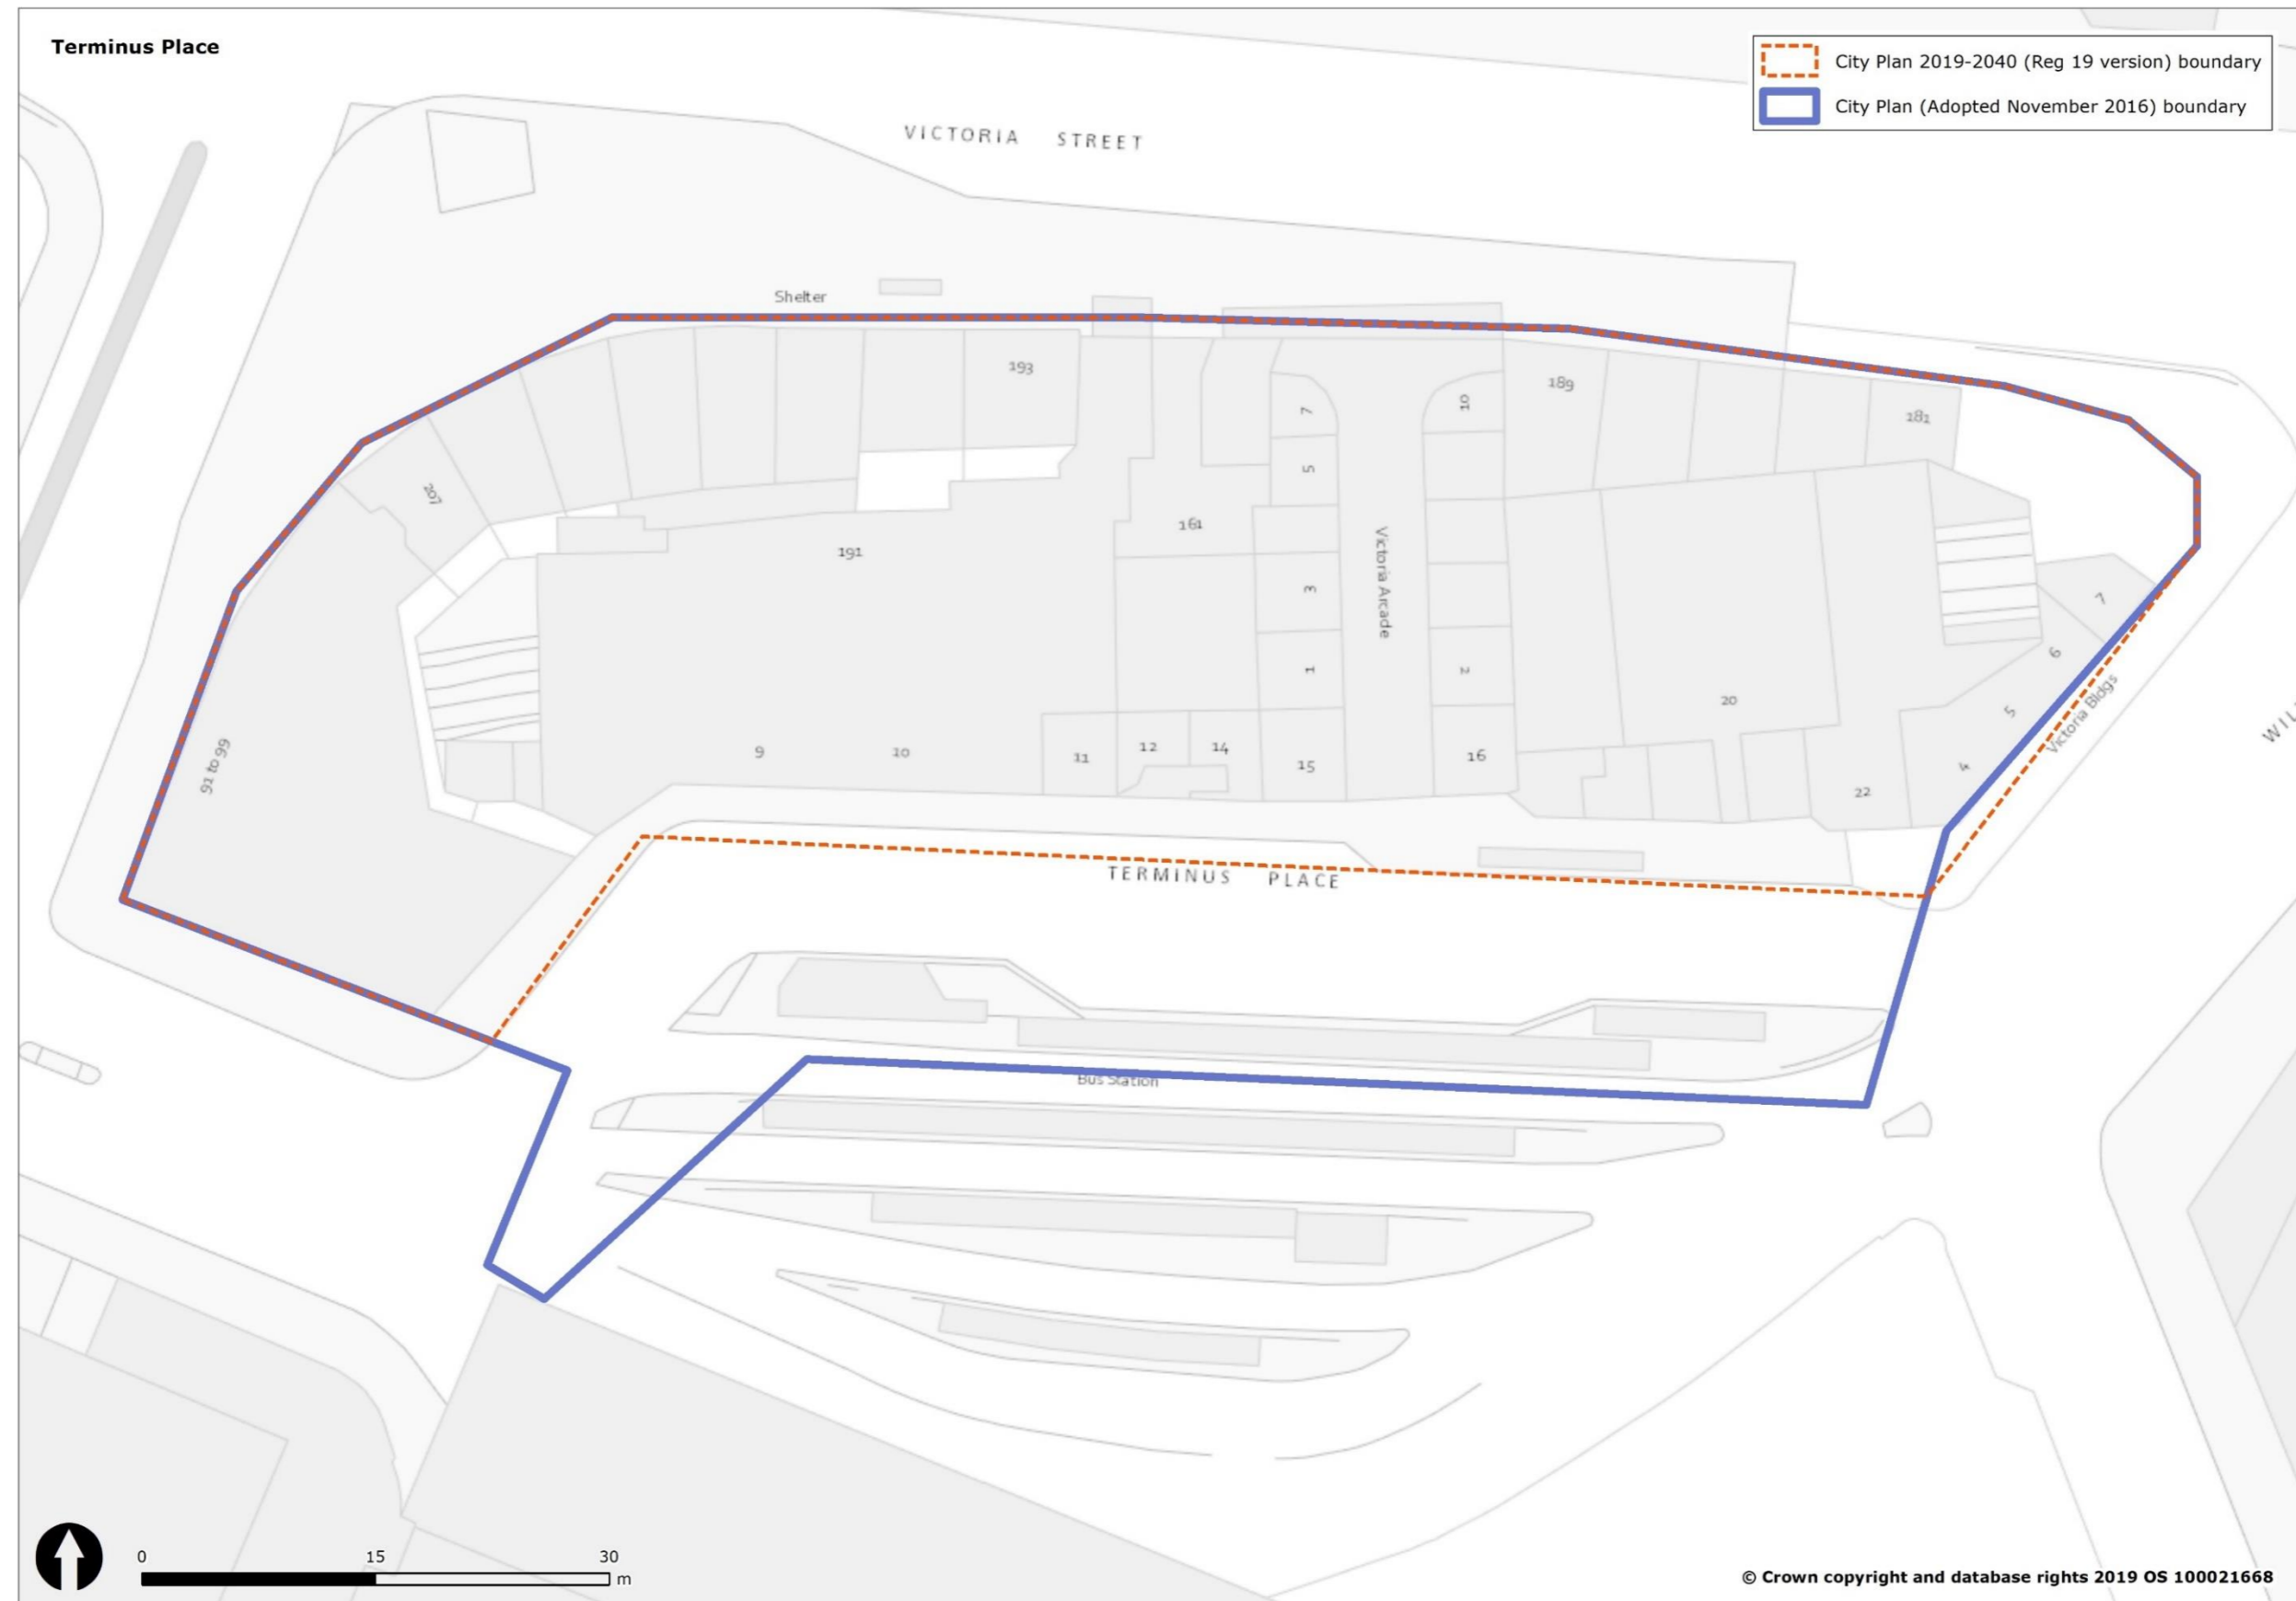 Terminus Place
City Plan 2019-2040 (Reg 19 version) boundary
City Plan (Adopted November 2016) boundary
VICTORIA STREET
Shelter
193
189
181
207
7
10
5
161
191
Victoria Arcade
3
7
1
2
6
20
5
Victoria Bldgs
91 to 99
9
10
11
12
14
15
16
22
4
TERMINUS PLACE
Bus Station
0 15 30
m
© Crown copyright and database rights 2019 OS 100021668